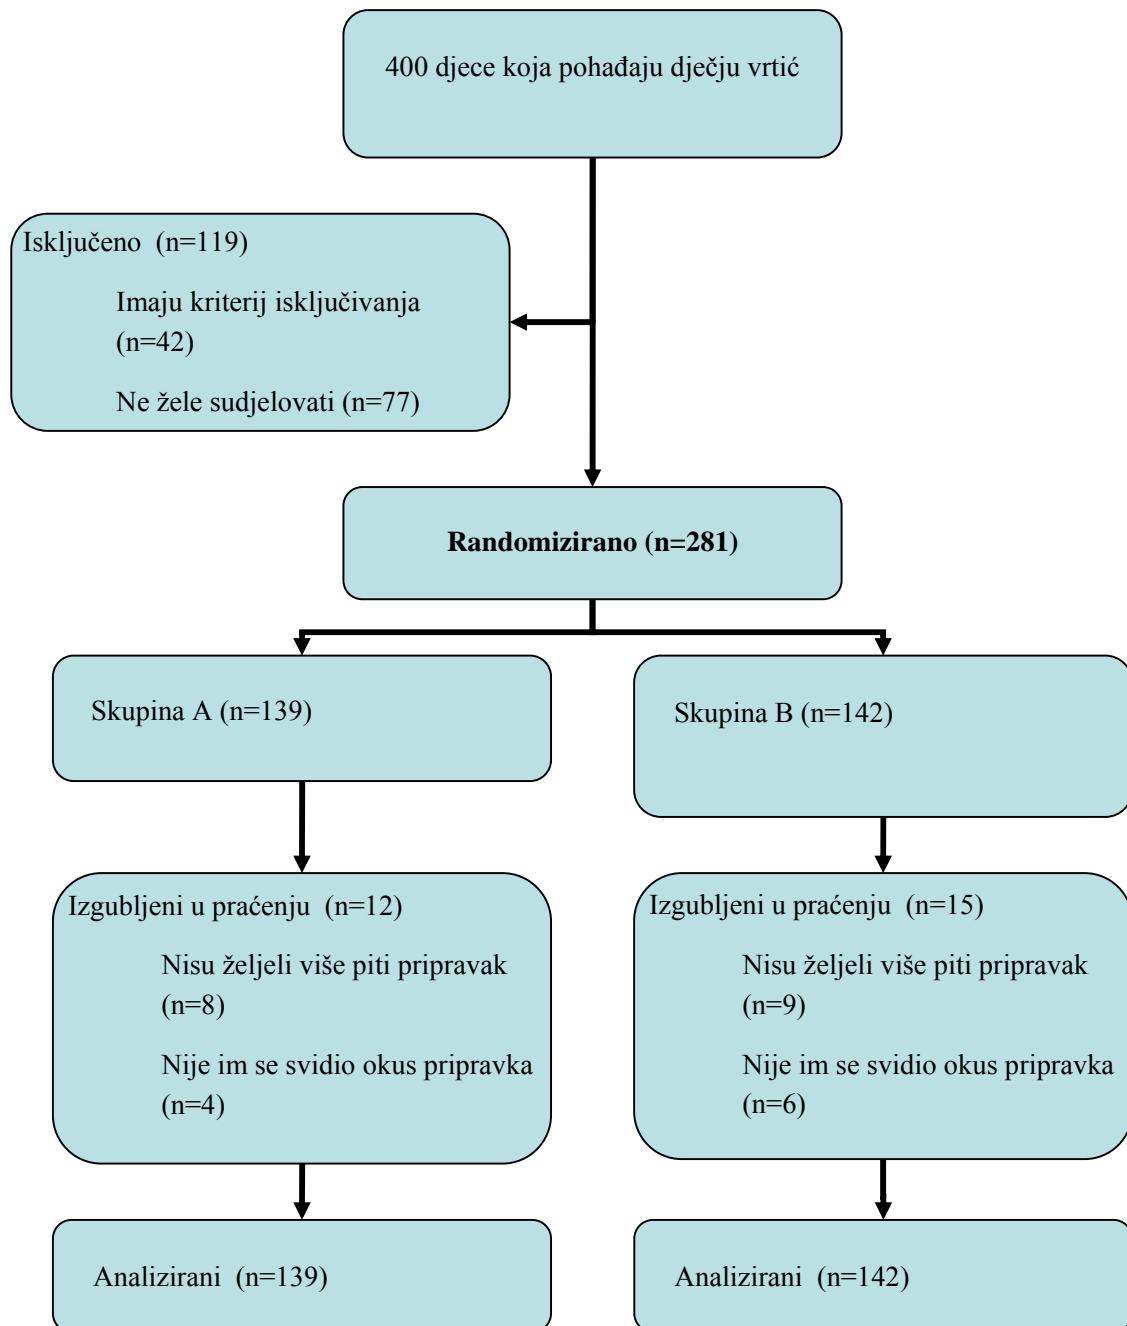 400 djece koja pohađaju dječju vrtić
Isključeno (n=119)
Imaju kriterij isključivanja
(n=42)
Ne žele sudjelovati (n=77)
Randomizirano (n=281)
Skupina A (n=139)
Skupina B (n=142)
Izgubljeni u praćenju (n=12)
Nisu željeli više piti pripravak
(n=8)
Nije im se svidio okus pripravka
(n=4)
Izgubljeni u praćenju (n=15)
Nisu željeli više piti pripravak
(n=9)
Nije im se svidio okus pripravka
(n=6)
Analizirani (n=139)
Analizirani (n=142)